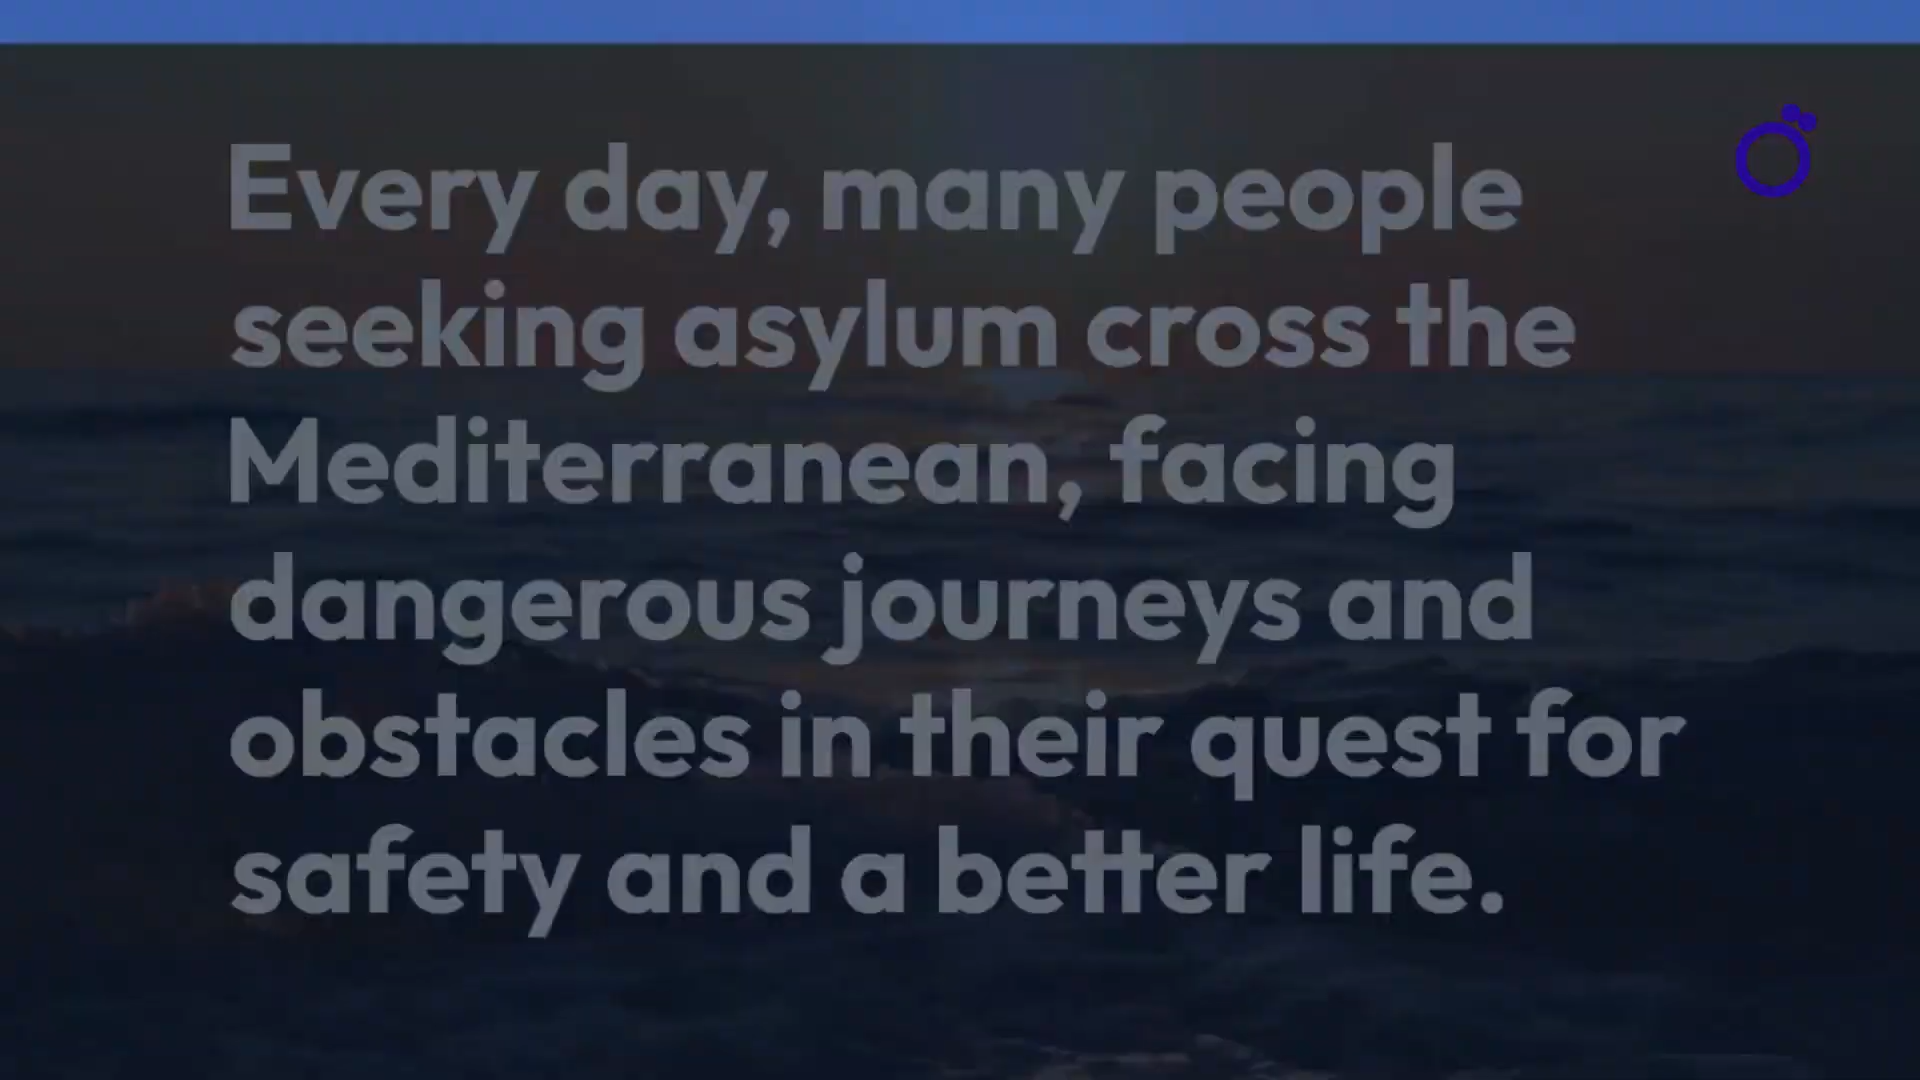 Every day, many people
seeking asylum cross the
Mediterranean, facing
dangerous journeys and
obstacles in their quest for
safety and a better life.